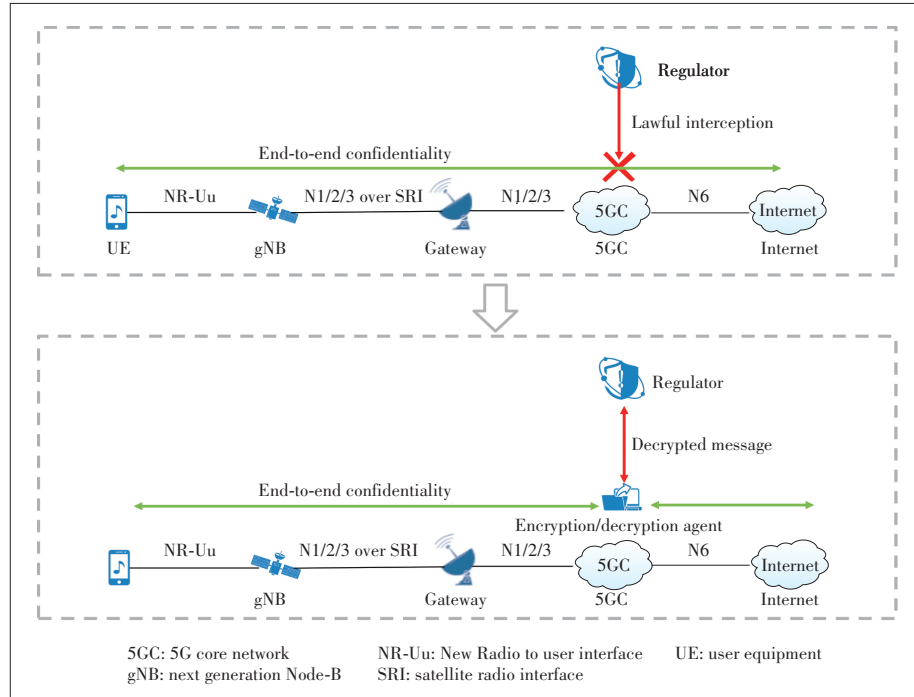 Regulator
Lawful interception
End-to-end confidentiality
NR-Uu
N1/2/3 over SRI
N1/2/3
N6
5GC
Internet
UE
gNB
Gateway
5GC
Internet
Regulator
Decrypted message
End-to-end confidentiality
Encryption/decryption agent
NR-Uu
N1/2/3 over SRI
N1/2/3
N6
5GC
Internet
gNB
Gateway
5GC
Internet
5GC: 5G core network
NR-Uu: New Radio to user interface
UE: user equipment
gNB: next generation Node-B
SRI: satellite radio interface